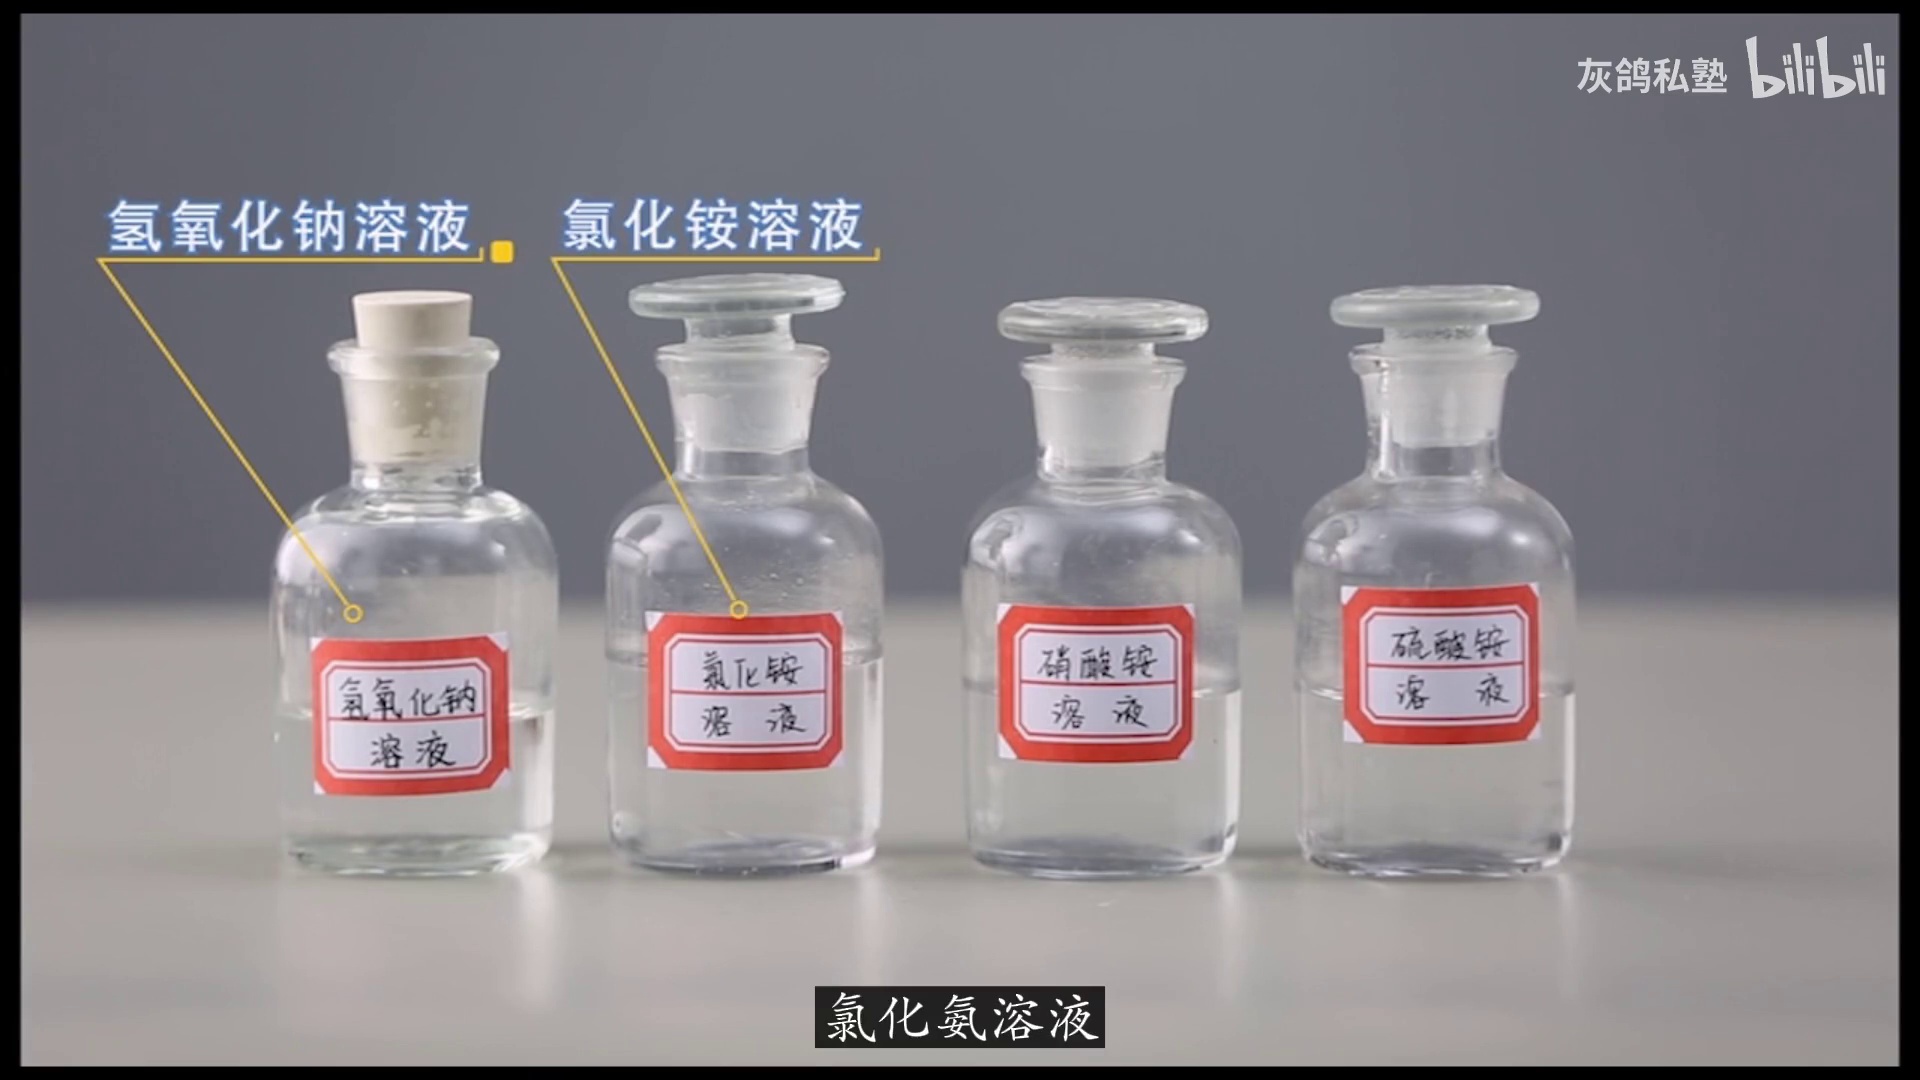 灰鸽私塾 bilibili
氢氧化钠溶液
氯化铵溶液
氢氧化钠
溶液
氯化铵
溶 液
硝酸铵
溶 液
硫酸铵
溶 液
氯化氨溶液